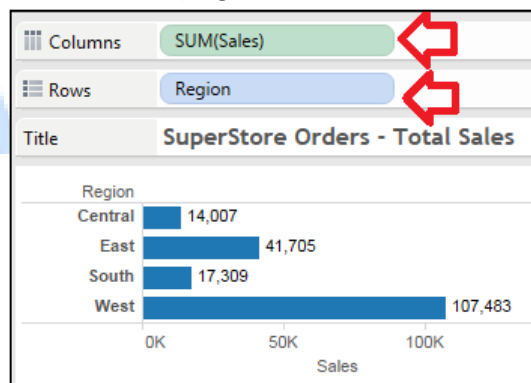 Columns SUM(Sales)
Rows Region
Title SuperStore Orders - Total Sales
Region
Central 14,007
East 41,705
South 17,309
West 107,483
0K 50K 100K
Sales